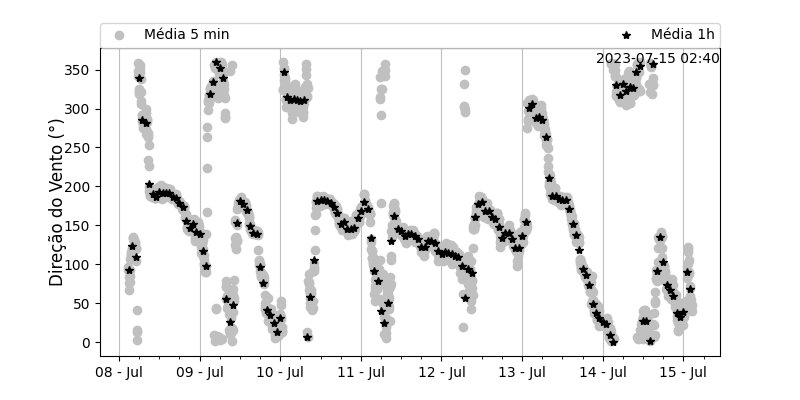 Média 5 min
Média 1h
2023-07-15 02:40
Direção do Vento (°)
350
300
250
200
150
100
50
0
08 - Jul
09 - Jul
10 - Jul
11 - Jul
12 - Jul
13 - Jul
14 - Jul
15 - Jul